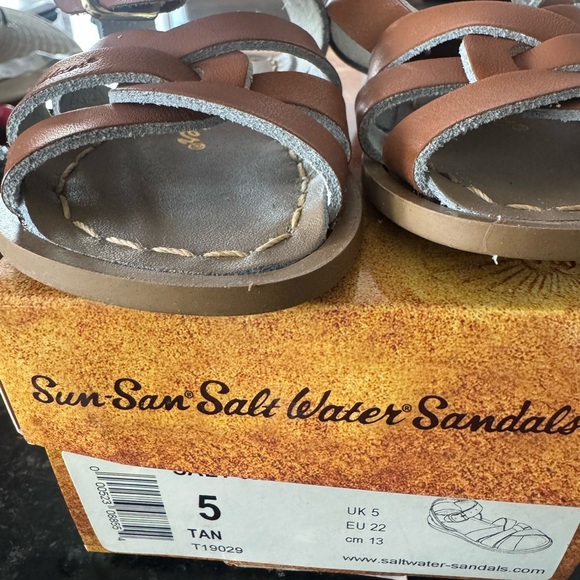 Sun-San® Salt Water® Sandals
5
TAN
T19029
UK 5
EU 22
cm 13
www.saltwater-sandals.com